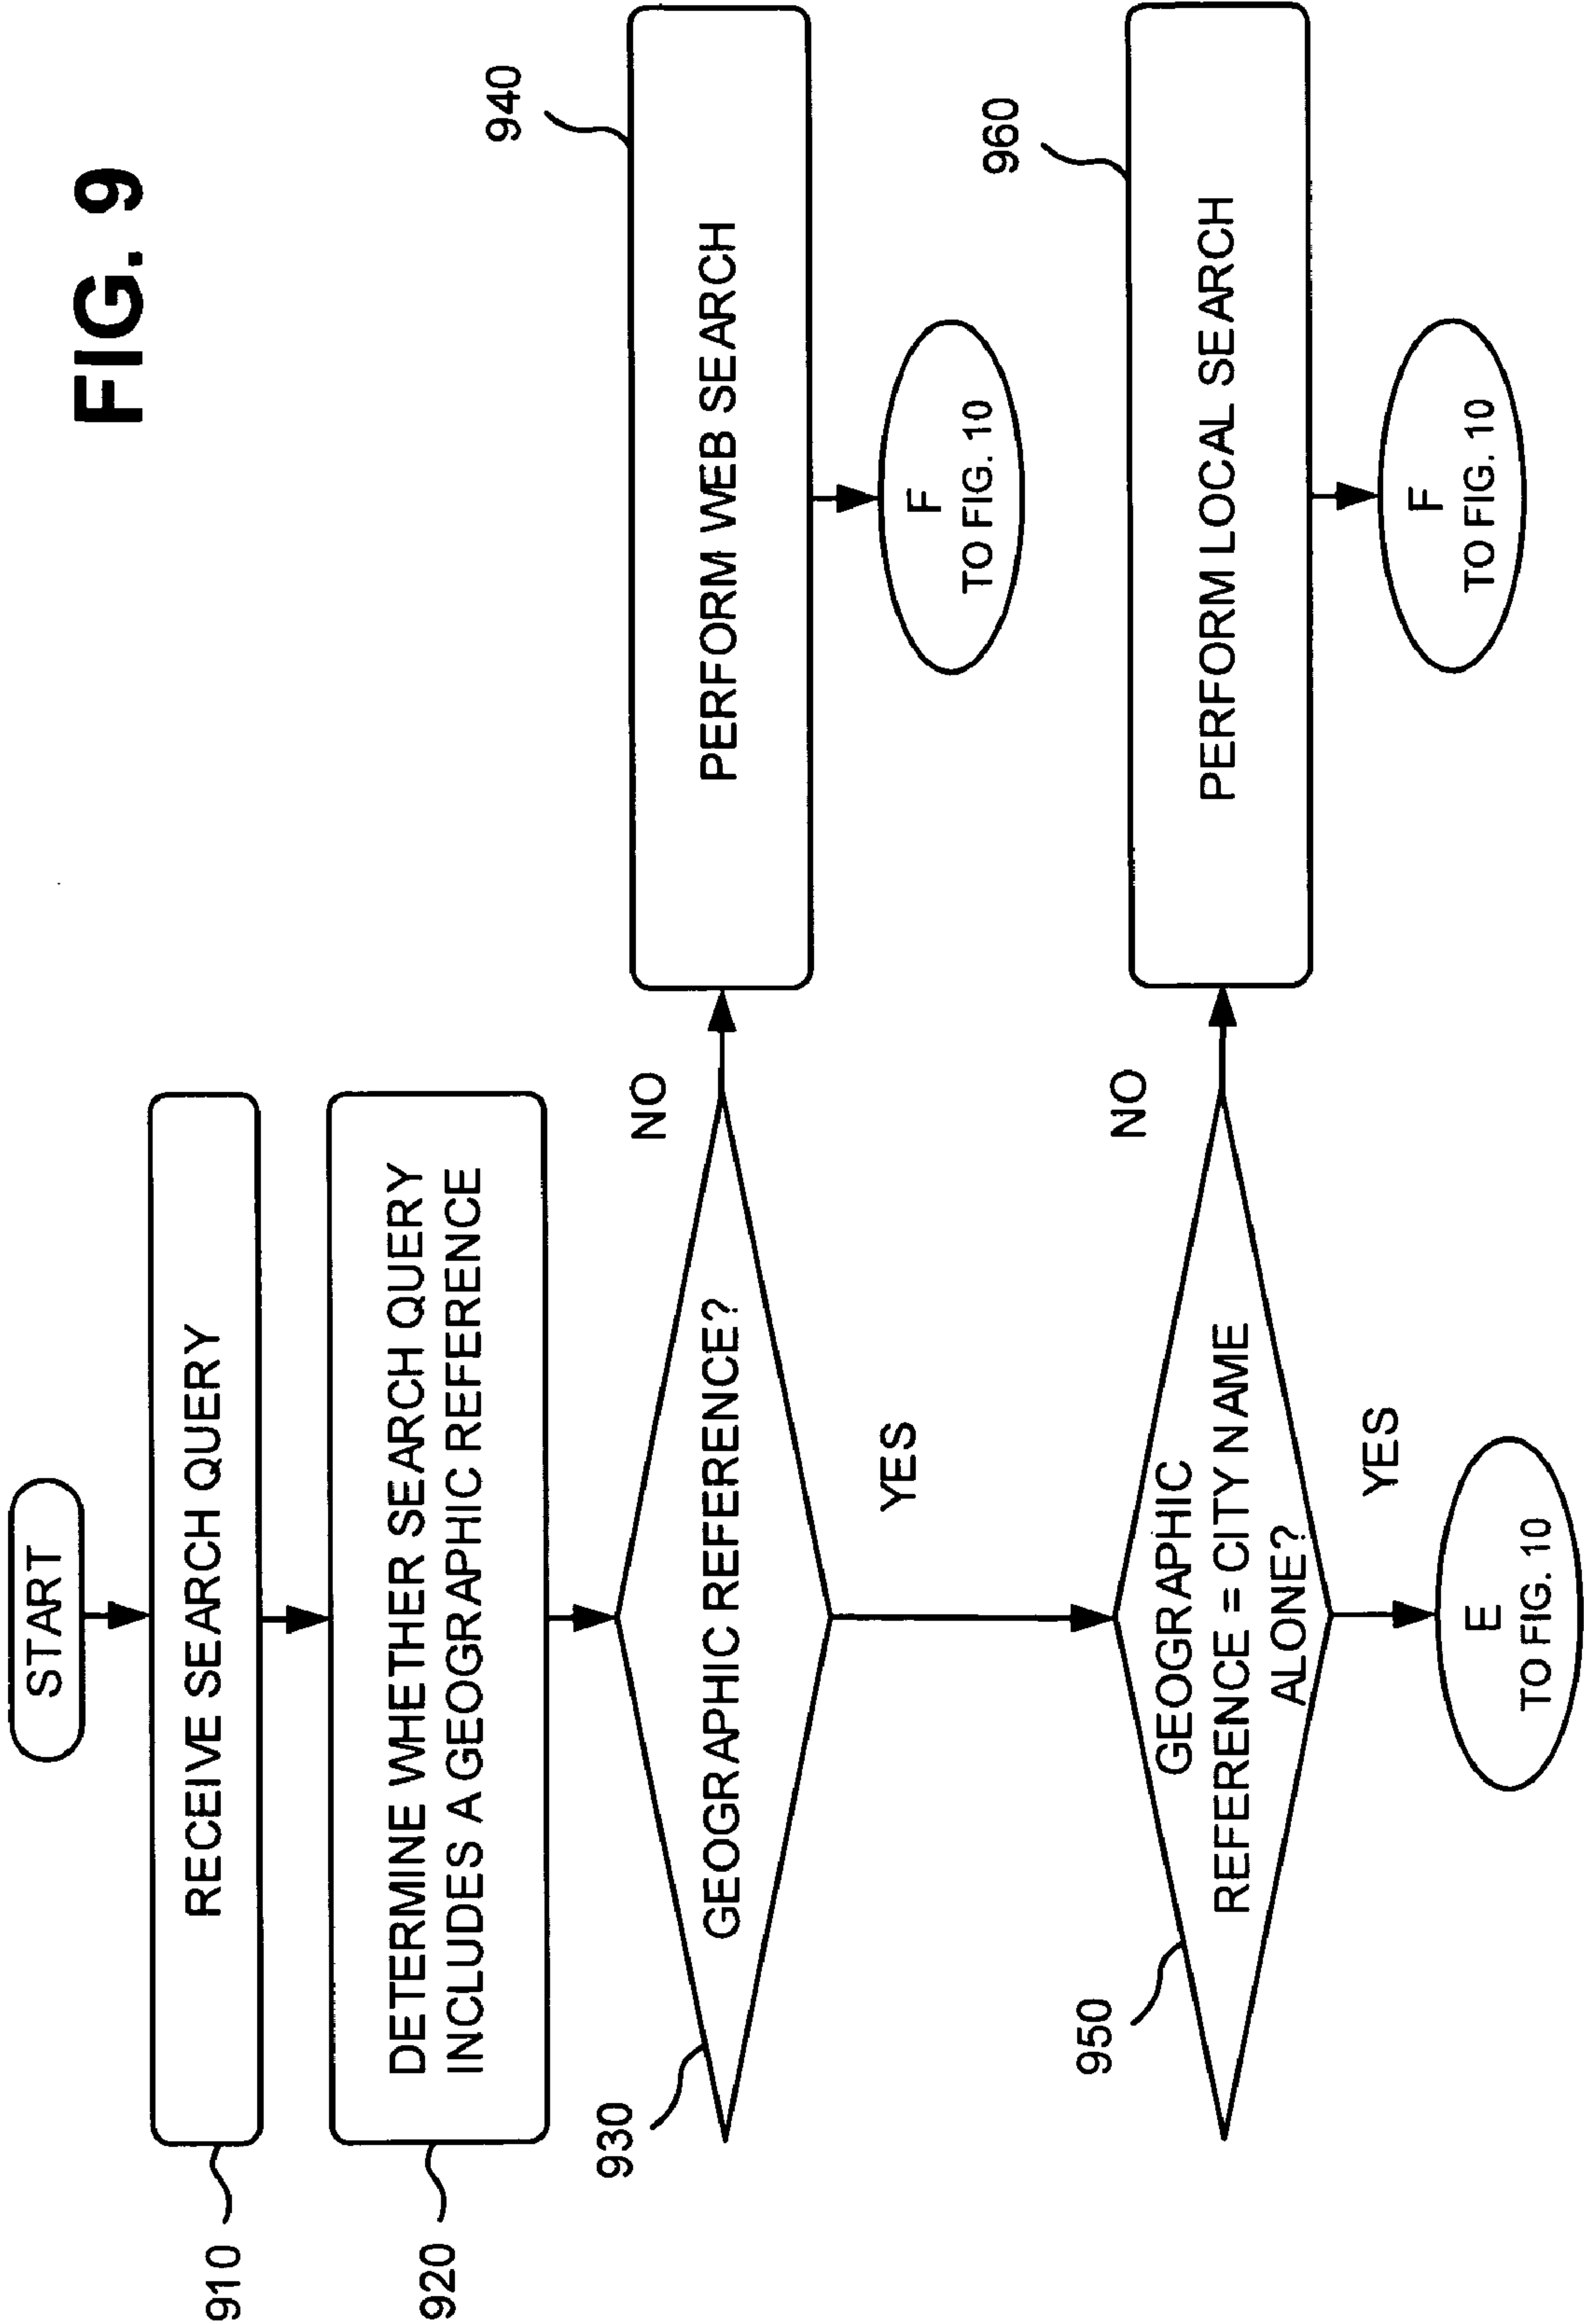 FIG. 9
START
910
RECEIVE SEARCH QUERY
920
DETERMINE WHETHER SEARCH QUERY
INCLUDES A GEOGRAPHIC REFERENCE
930
GEOGRAPHIC REFERENCE?
NO
940
PERFORM WEB SEARCH
F
TO FIG. 10
YES
950
GEOGRAPHIC
REFERENCE = CITY NAME
ALONE?
NO
960
PERFORM LOCAL SEARCH
F
TO FIG. 10
YES
E
TO FIG. 10